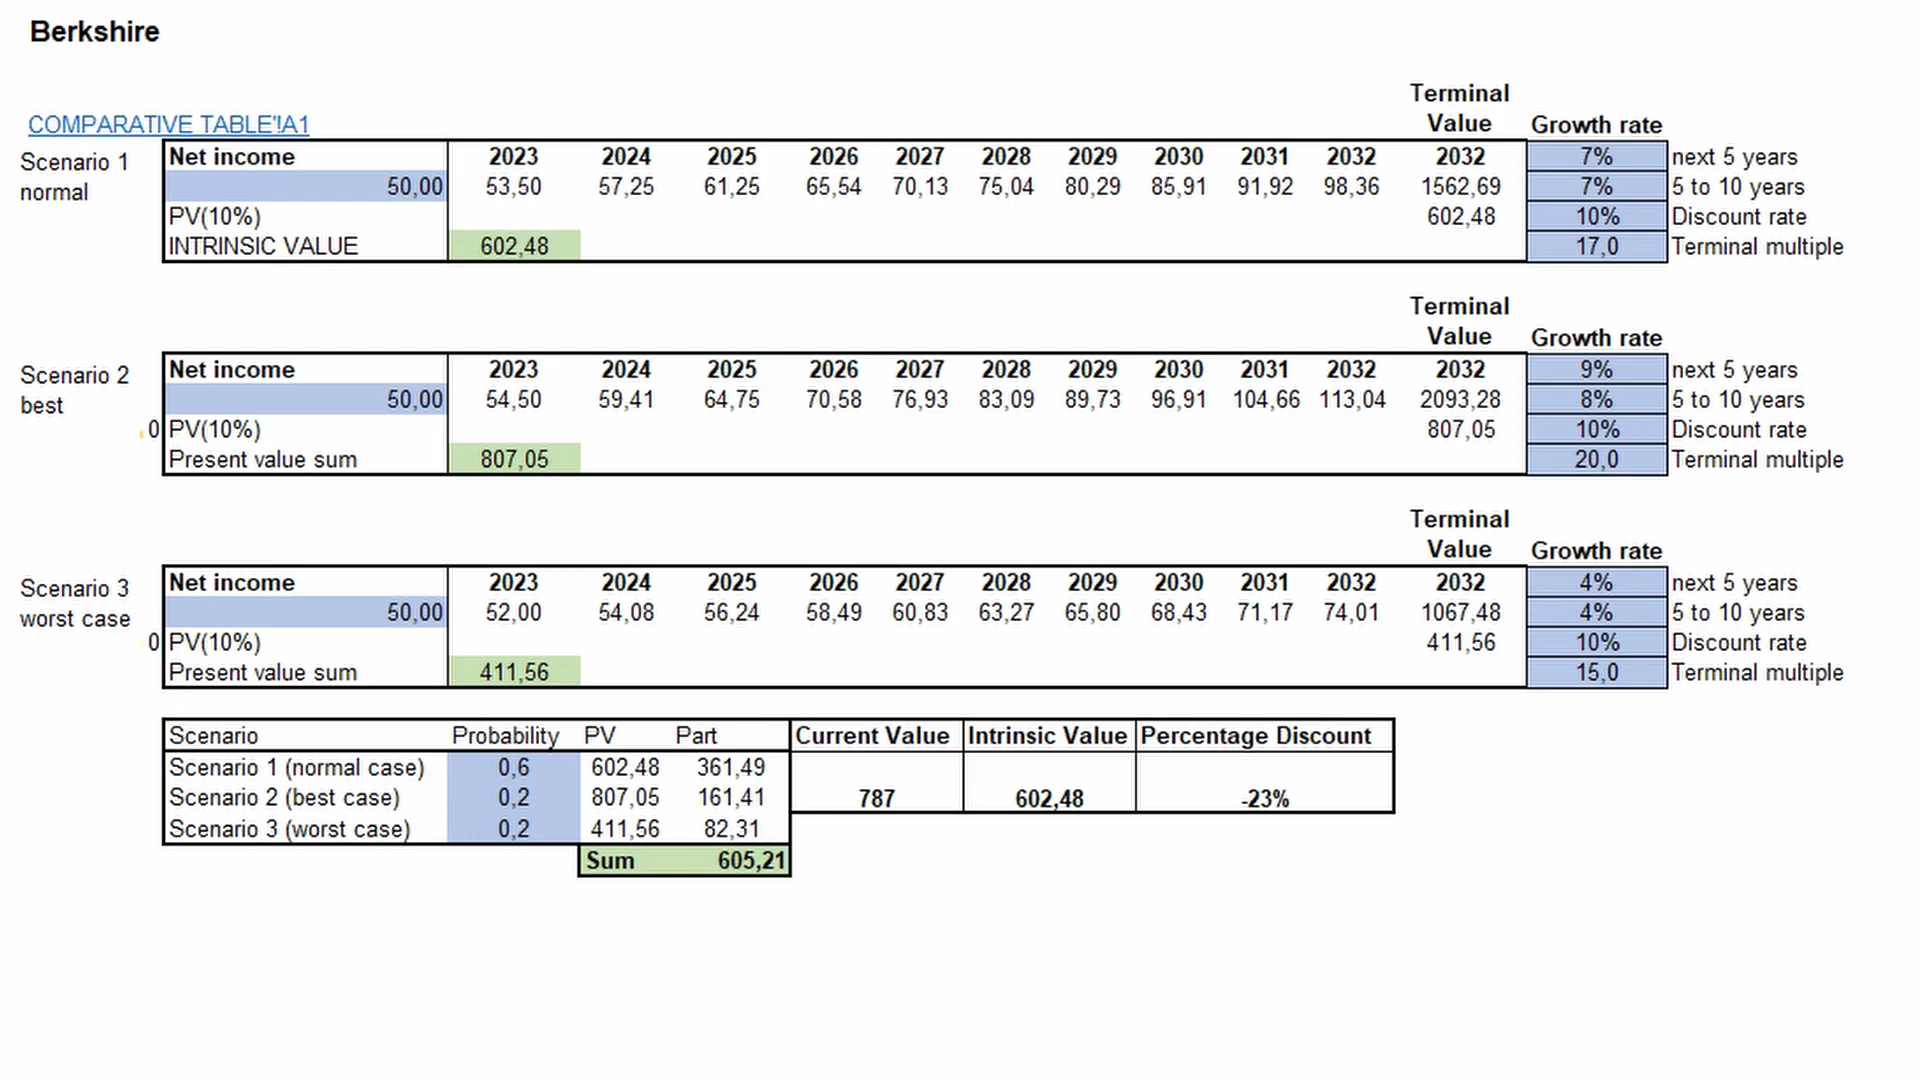 Berkshire
Terminal
COMPARATIVE TABLE'!A1 Value Growth rate
Scenario 1 Net income 2023 2024 2025 2026 2027 2028 2029 2030 2031 2032 2032 7% next 5 years
normal 50,00 53,50 57,25 61,25 65,54 70,13 75,04 80,29 85,91 91,92 98,36 1562,69 7% 5 to 10 years
PV(10%) 602,48 10% Discount rate
INTRINSIC VALUE 602,48 17,0 Terminal multiple
Terminal
Value Growth rate
Scenario 2 Net income 2023 2024 2025 2026 2027 2028 2029 2030 2031 2032 2032 9% next 5 years
best 50,00 54,50 59,41 64,75 70,58 76,93 83,09 89,73 96,91 104,66 113,04 2093,28 8% 5 to 10 years
0 PV(10%) 807,05 10% Discount rate
Present value sum 807,05 20,0 Terminal multiple
Terminal
Value Growth rate
Scenario 3 Net income 2023 2024 2025 2026 2027 2028 2029 2030 2031 2032 2032 4% next 5 years
worst case 50,00 52,00 54,08 56,24 58,49 60,83 63,27 65,80 68,43 71,17 74,01 1067,48 4% 5 to 10 years
0 PV(10%) 411,56 10% Discount rate
Present value sum 411,56 15,0 Terminal multiple
Scenario Probability PV Part Current Value Intrinsic Value Percentage Discount
Scenario 1 (normal case) 0,6 602,48 361,49
Scenario 2 (best case) 0,2 807,05 161,41 787 602,48 -23%
Scenario 3 (worst case) 0,2 411,56 82,31
Sum 605,21